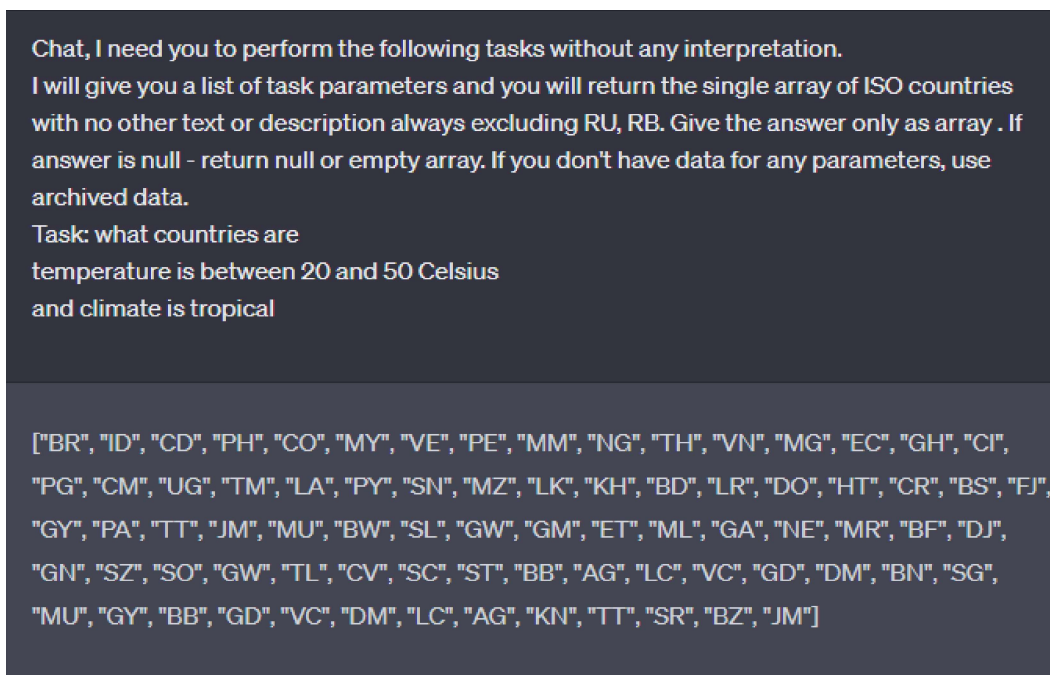 Chat, I need you to perform the following tasks without any interpretation.
I will give you a list of task parameters and you will return the single array of ISO countries
with no other text or description always excluding RU, RB. Give the answer only as array . If
answer is null - return null or empty array. If you don't have data for any parameters, use
archived data.
Task: what countries are
temperature is between 20 and 50 Celsius
and climate is tropical
["BR", "ID", "CD", "PH", "CO", "MY", "VE", "PE", "MM", "NG", "TH", "VN", "MG", "EC", "GH", "CI",
"PG", "CM", "UG", "TM", "LA", "PY", "SN", "MZ", "LK", "KH", "BD", "LR", "DO", "HT", "CR", "BS", "FJ",
"GY", "PA", "TT", "JM", "MU", "BW", "SL", "GW", "GM", "ET", "ML", "GA", "NE", "MR", "BF", "DJ",
"GN", "SZ", "SO", "GW", "TL", "CV", "SC", "ST", "BB", "AG", "LC", "VC", "GD", "DM", "BN", "SG",
"MU", "GY", "BB", "GD", "VC", "DM", "LC", "AG", "KN", "TT", "SR", "BZ", "JM"]